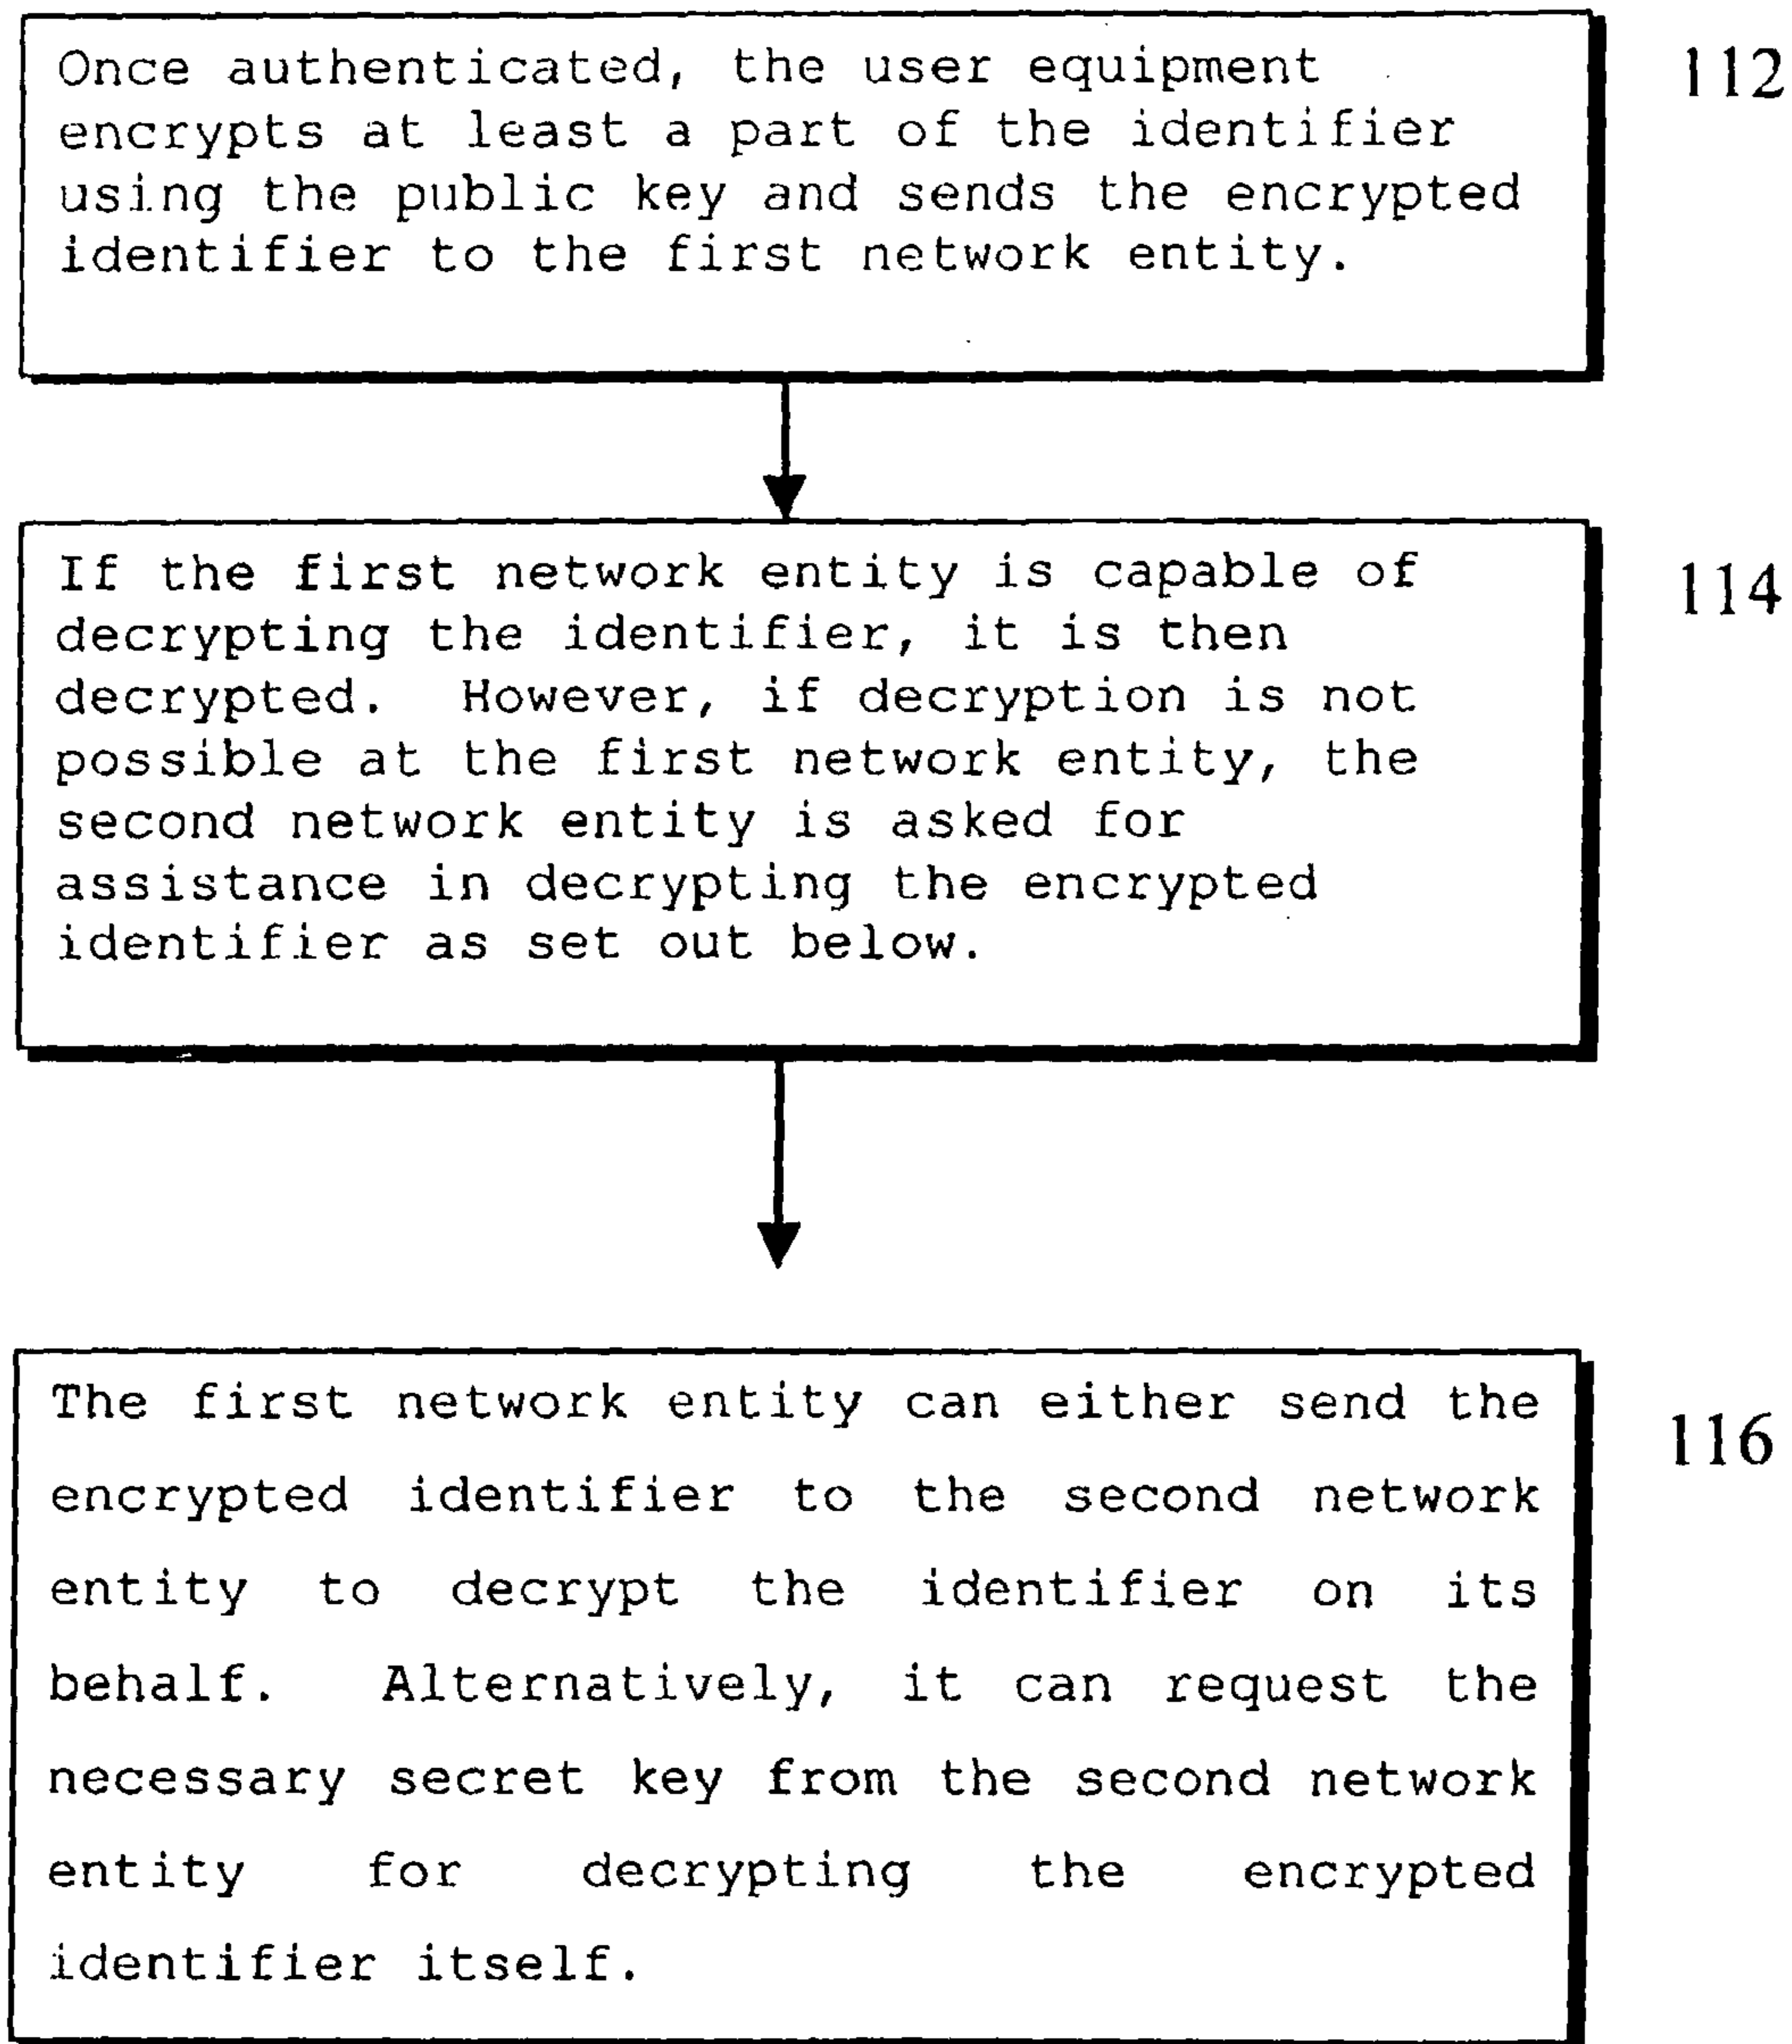 Once authenticated, the user equipment
encrypts at least a part of the identifier
using the public key and sends the encrypted
identifier to the first network entity.
112
If the first network entity is capable of
decrypting the identifier, it is then
decrypted. However, if decryption is not
possible at the first network entity, the
second network entity is asked for
assistance in decrypting the encrypted
identifier as set out below.
114
The first network entity can either send the
encrypted identifier to the second network
entity to decrypt the identifier on its
behalf. Alternatively, it can request the
necessary secret key from the second network
entity for decrypting the encrypted
identifier itself.
116